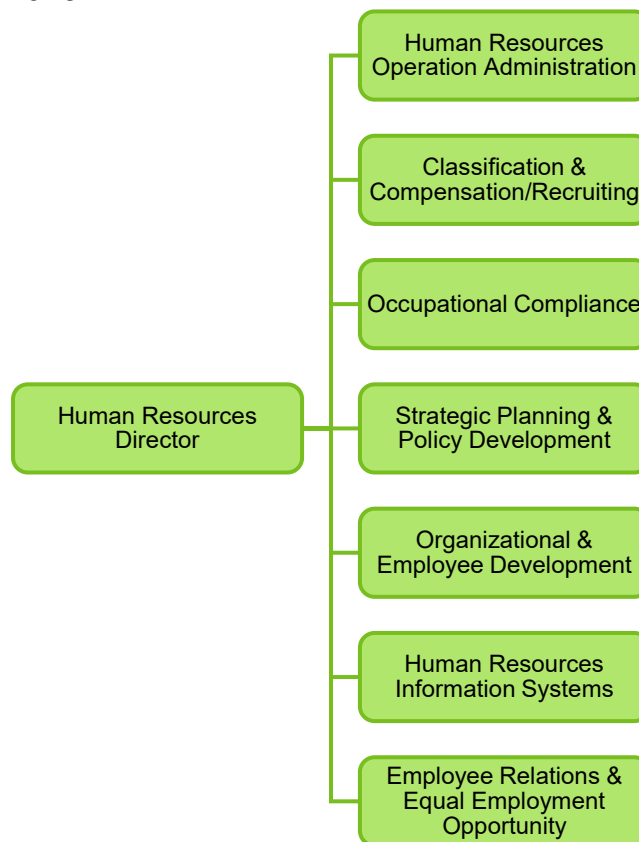 Human Resources
Operation Administration
Classification &
Compensation/Recruiting
Occupational Compliance
Human Resources
Director
Strategic Planning &
Policy Development
Organizational &
Employee Development
Human Resources
Information Systems
Employee Relations &
Equal Employment
Opportunity